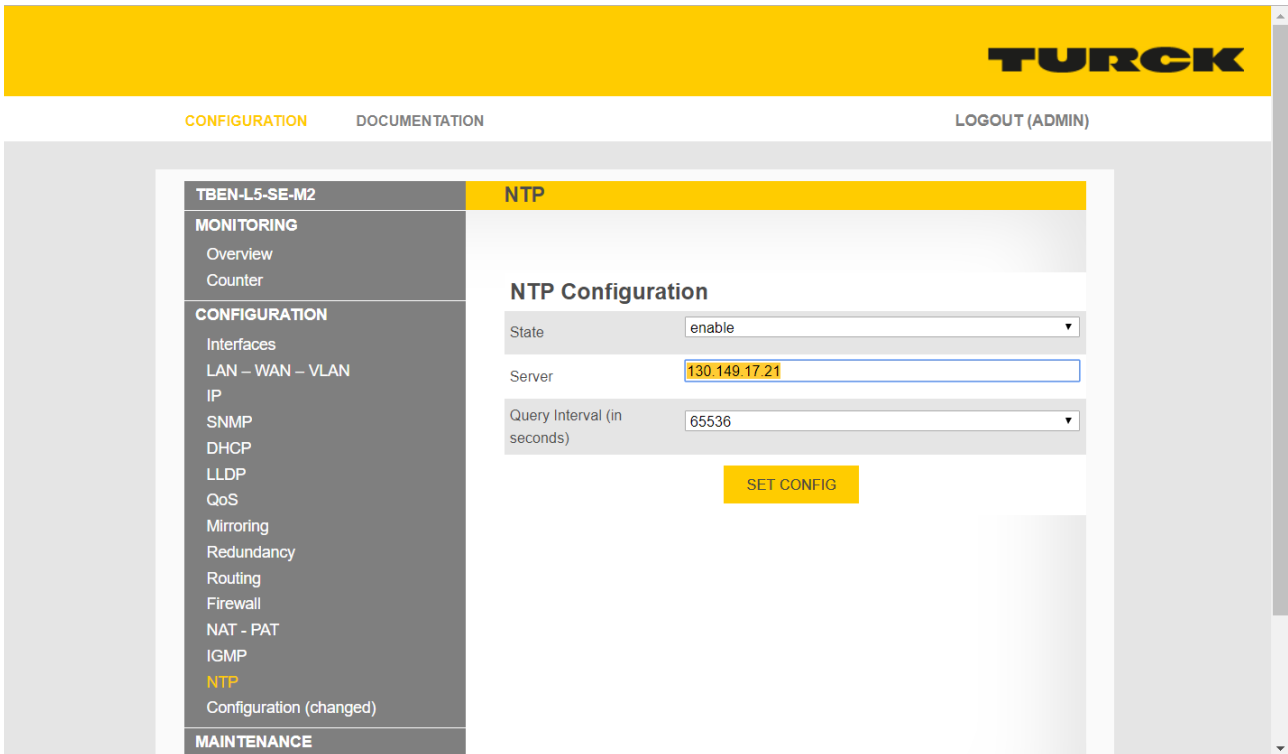 TURCK
CONFIGURATION DOCUMENTATION LOGOUT (ADMIN)
TBEN-L5-SE-M2
MONITORING
Overview
Counter
CONFIGURATION
Interfaces
LAN – WAN – VLAN
IP
SNMP
DHCP
LLDP
QoS
Mirroring
Redundancy
Routing
Firewall
NAT - PAT
IGMP
NTP
Configuration (changed)
MAINTENANCE
NTP
NTP Configuration
State enable
Server 130.149.17.21
Query Interval (in
seconds) 65536
SET CONFIG